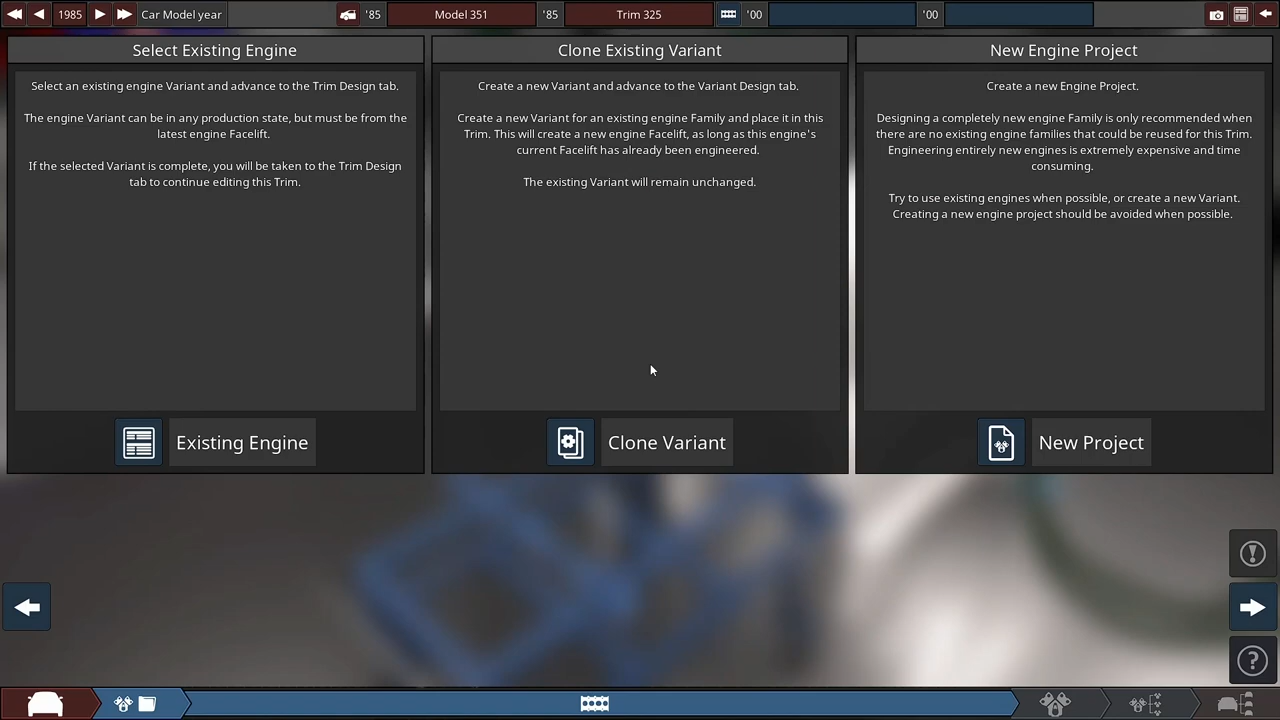 1985 Car Model year '85 Model 351 '85 Trim 325 '00 '00
Select Existing Engine
Select an existing engine Variant and advance to the Trim Design tab.
The engine Variant can be in any production state, but must be from the
latest engine Facelift.
If the selected Variant is complete, you will be taken to the Trim Design
tab to continue editing this Trim.
Existing Engine
Clone Existing Variant
Create a new Variant and advance to the Variant Design tab.
Create a new Variant for an existing engine Family and place it in this
Trim. This will create a new engine Facelift, as long as this engine's
current Facelift has already been engineered.
The existing Variant will remain unchanged.
Clone Variant
New Engine Project
Create a new Engine Project.
Designing a completely new engine Family is only recommended when
there are no existing engine families that could be reused for this Trim.
Engineering entirely new engines is extremely expensive and time
consuming.
Try to use existing engines when possible, or create a new Variant.
Creating a new engine project should be avoided when possible.
New Project